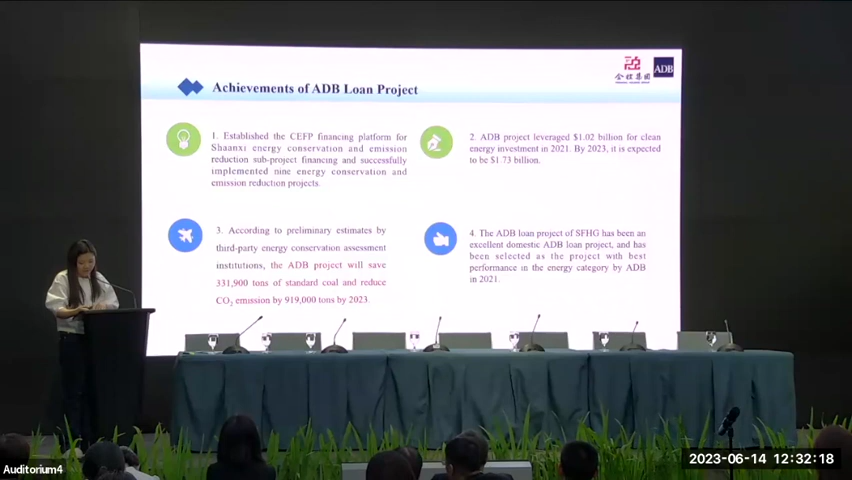 Achievements of ADB Loan Project
金控集团
ADB
1. Established the CEFP financing platform for
Shaanxi energy conservation and emission
reduction sub-project financing and successfully
implemented nine energy conservation and
emission reduction projects.
2. ADB project leveraged $1.02 billion for clean
energy investment in 2021. By 2023, it is expected
to be $1.73 billion.
3. According to preliminary estimates by
third-party energy conservation assessment
institutions, the ADB project will save
331,900 tons of standard coal and reduce
CO₂ emission by 919,000 tons by 2023.
4. The ADB loan project of SFHG has been an
excellent domestic ADB loan project, and has
been selected as the project with best
performance in the energy category by ADB
in 2021.
Auditorium4
2023-06-14 12:32:18